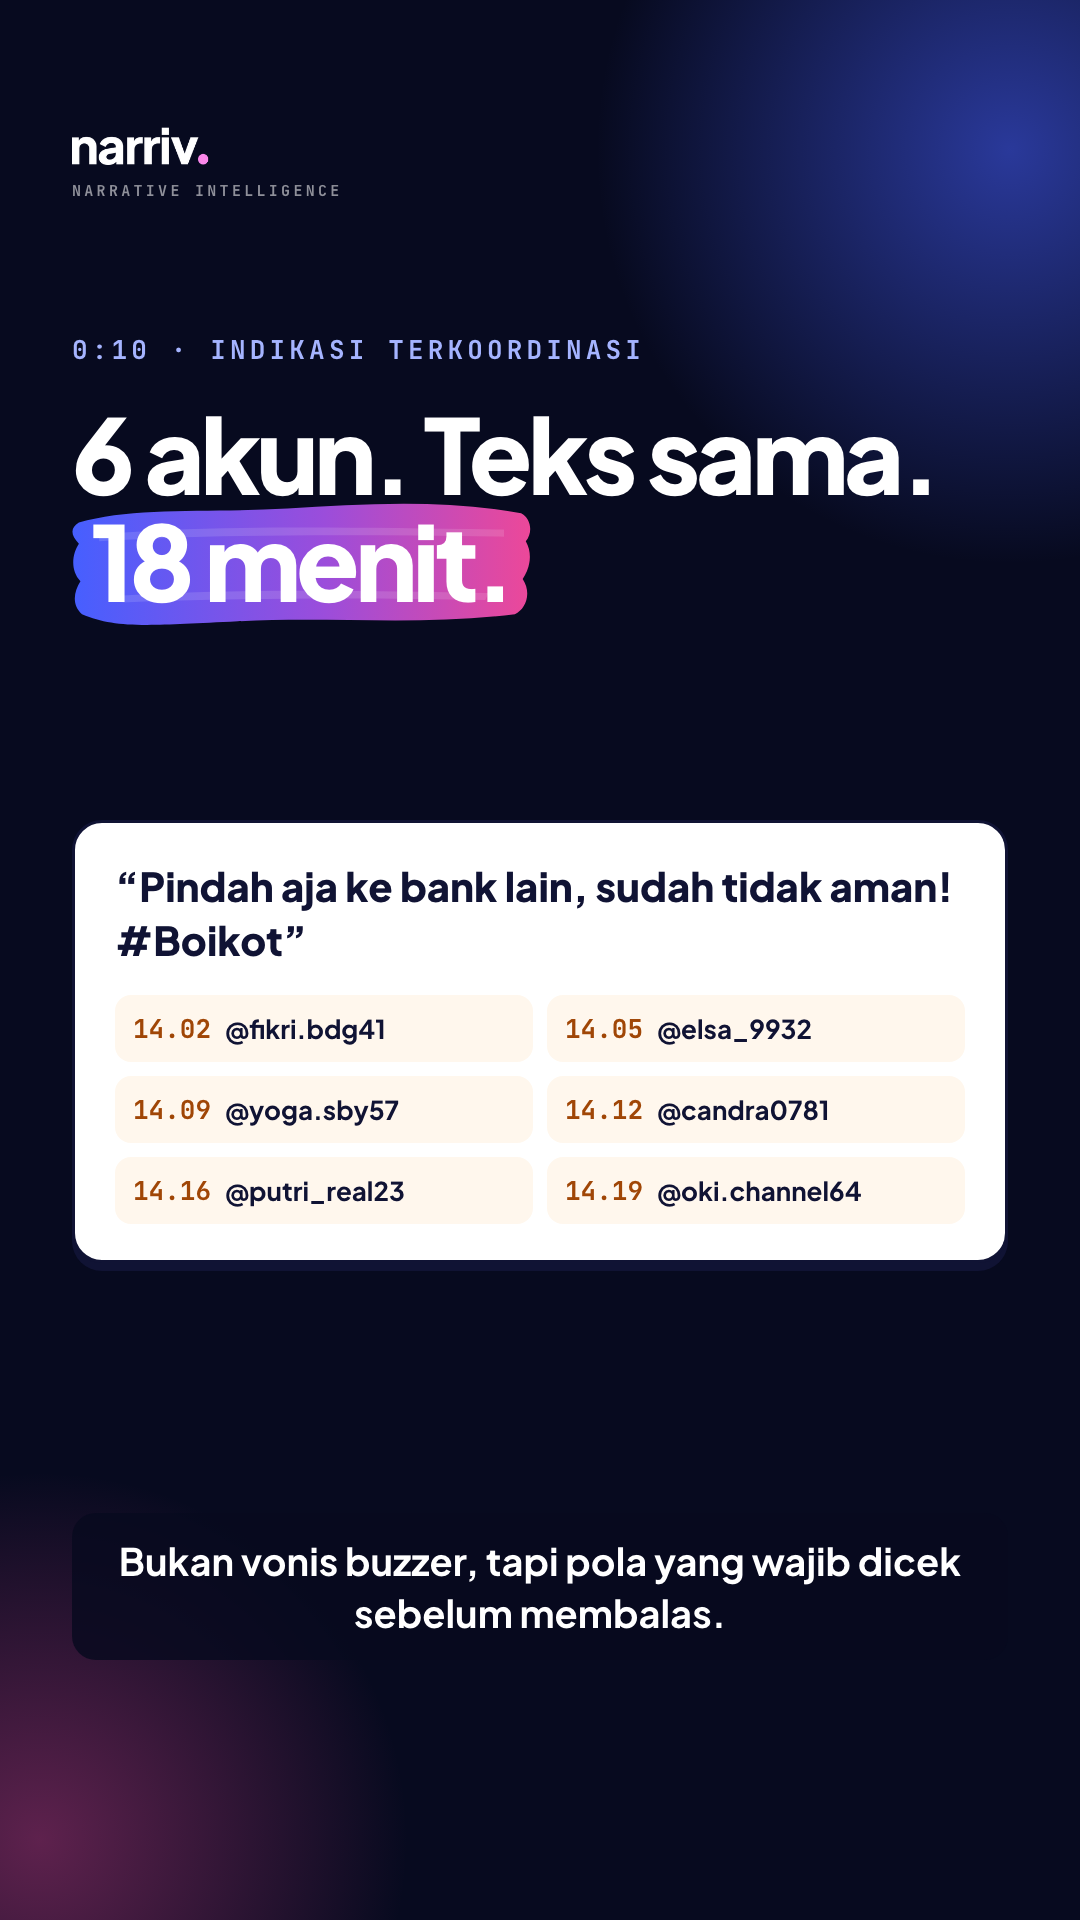 narriv.
NARRATIVE INTELLIGENCE
0:10 · INDIKASI TERKOORDINASI
6 akun. Teks sama.
18 menit.
“Pindah aja ke bank lain, sudah tidak aman!
#Boikot”
14.02 @fikri.bdg41
14.05 @elsa_9932
14.09 @yoga.sby57
14.12 @candra0781
14.16 @putri_real23
14.19 @oki.channel64
Bukan vonis buzzer, tapi pola yang wajib dicek
sebelum membalas.